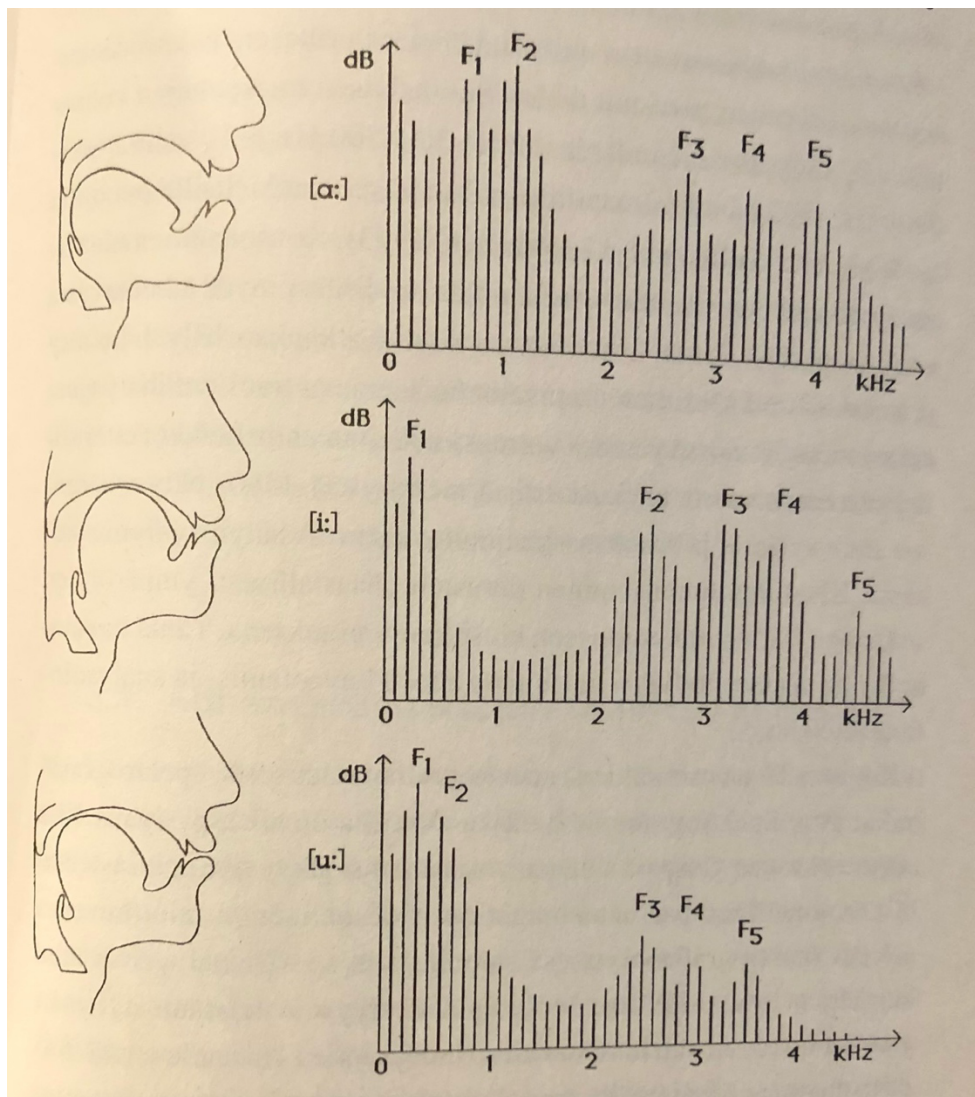 dB F₁ F₂
F₃ F₄ F₅
[ɑ:]
0 1 2 3 4 kHz
dB
F₁
F₂ F₃ F₄
[i:]
F₅
0 1 2 3 4 kHz
F₁
dB
F₂
[u:]
F₃ F₄
F₅
0 1 2 3 4 kHz